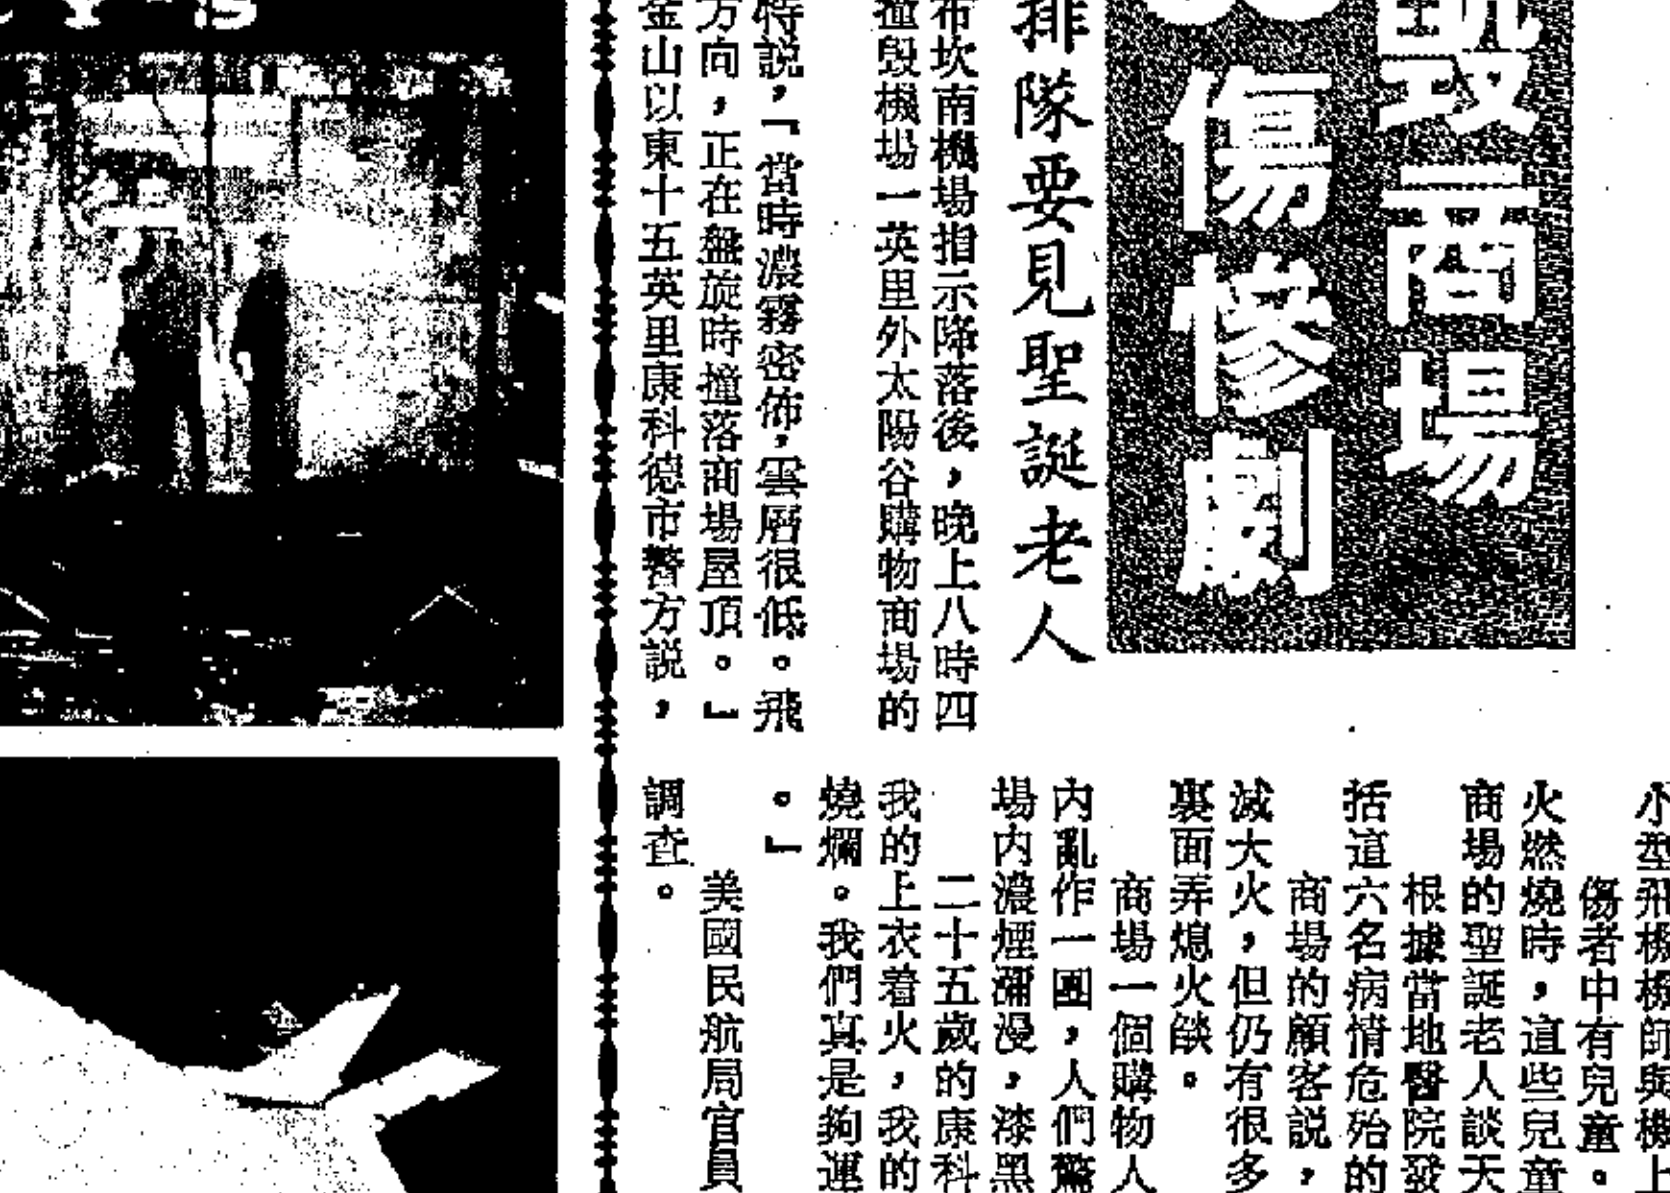 商場
傷慘劇
排隊要見聖誕老人
布坎南機場指示降落後，晚上八時四
撞毀機場一英里外太陽谷購物商場的
特説，「當時濃霧密佈，雲層很低。飛
方向，正在盤旋時撞落商場屋頂。」
金山以東十五英里康科德市警方説，
小型飛機機師與機上
傷者中有兒童。
火燃燒時，這些兒童
商場的聖誕老人談天
根據當地醫院發
括這六名病情危殆的
商場的顧客説，
滅大火，但仍有很多
裏面弄熄火燄。
商場一個購物人
内亂作一團，人們驚
場内濃煙瀰漫，漆黑
二十五歲的康科
我的上衣着火，我的
燒爛。我們真是夠運
。」
美國民航局官員
調查。